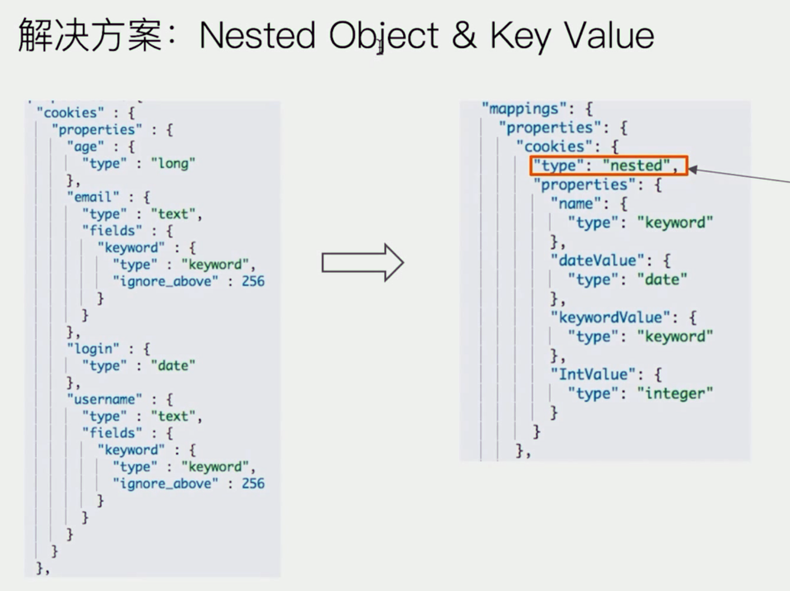 解决方案：Nested Object & Key Value
"cookies" : {
"properties" : {
"age" : {
"type" : "long"
},
"email" : {
"type" : "text",
"fields" : {
"keyword" : {
"type" : "keyword",
"ignore_above" : 256
}
}
},
"login" : {
"type" : "date"
},
"username" : {
"type" : "text",
"fields" : {
"keyword" : {
"type" : "keyword",
"ignore_above" : 256
}
}
}
}
},
"mappings": {
"properties": {
"cookies": {
"type": "nested",
"properties": {
"name": {
"type": "keyword"
},
"dateValue": {
"type": "date"
},
"keywordValue": {
"type": "keyword"
},
"IntValue": {
"type": "integer"
}
}
},